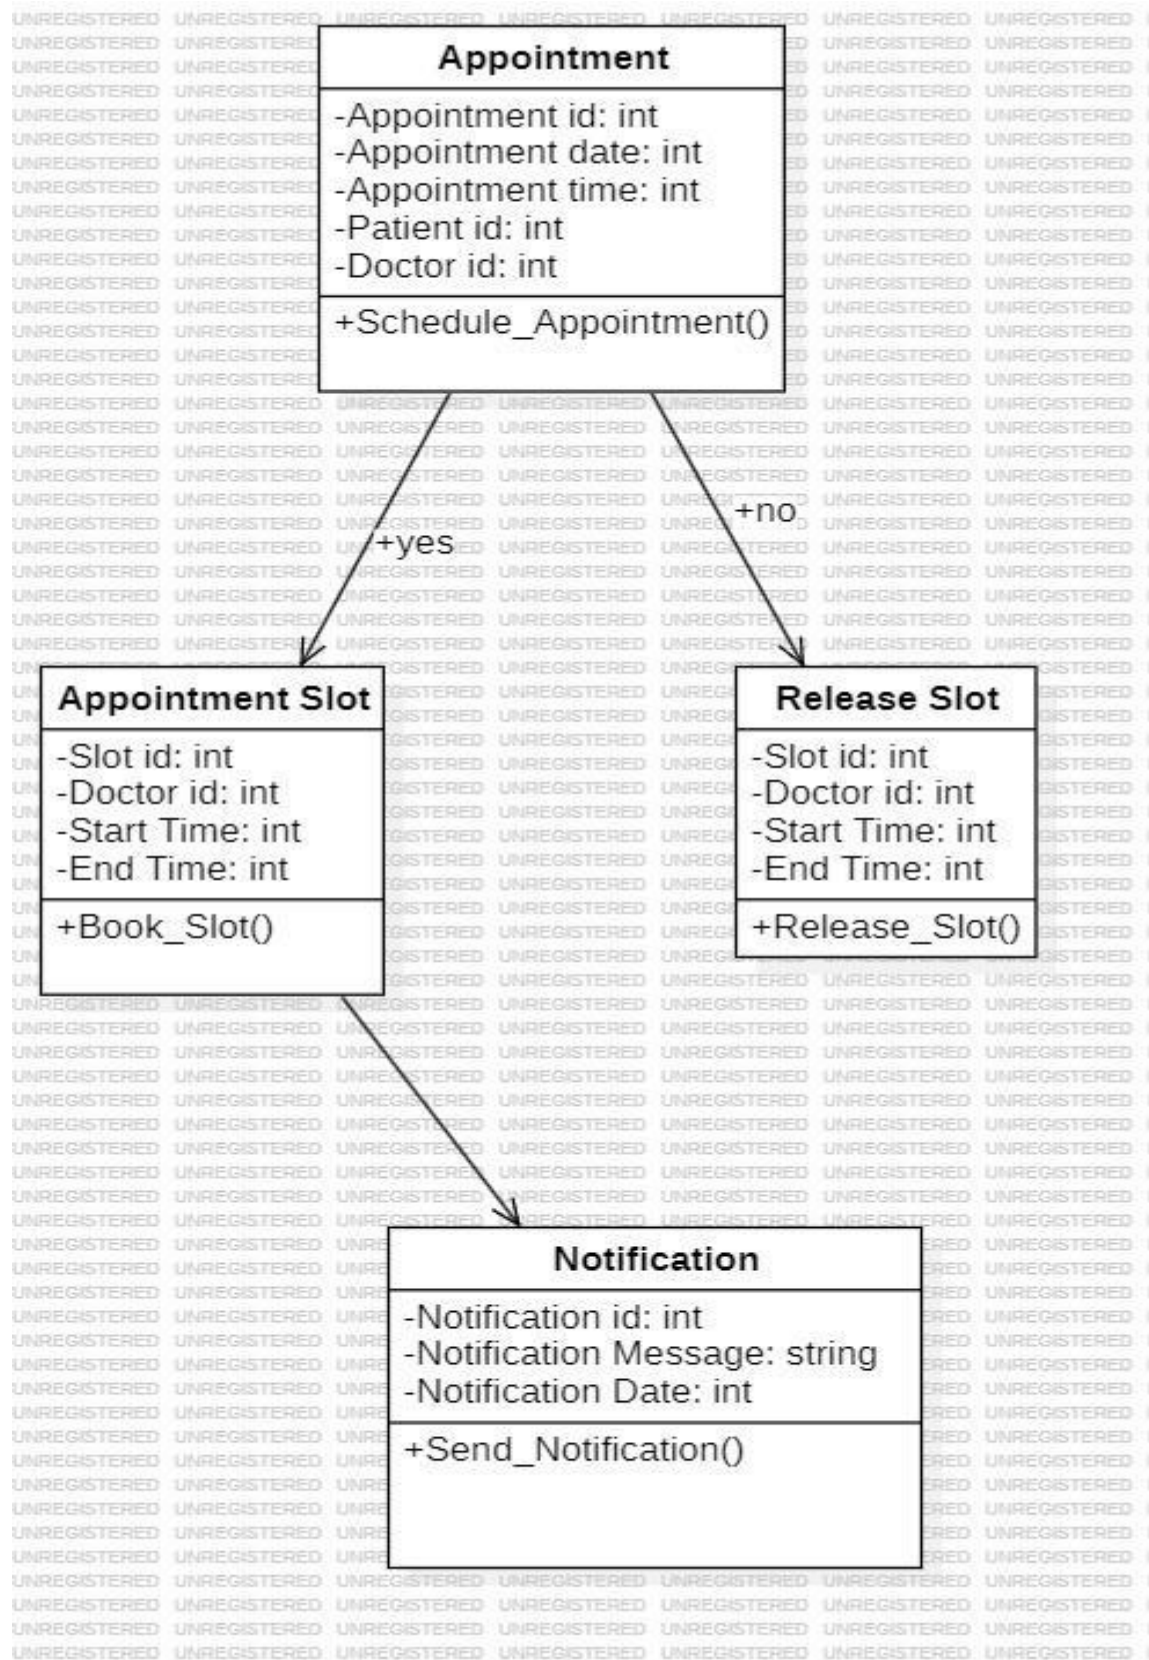 Appointment
-Appointment id: int
-Appointment date: int
-Appointment time: int
-Patient id: int
-Doctor id: int
+Schedule_Appointment()
+no
+yes
Appointment Slot
-Slot id: int
-Doctor id: int
-Start Time: int
-End Time: int
+Book_Slot()
Release Slot
-Slot id: int
-Doctor id: int
-Start Time: int
-End Time: int
+Release_Slot()
Notification
-Notification id: int
-Notification Message: string
-Notification Date: int
+Send_Notification()
UNREGISTERED